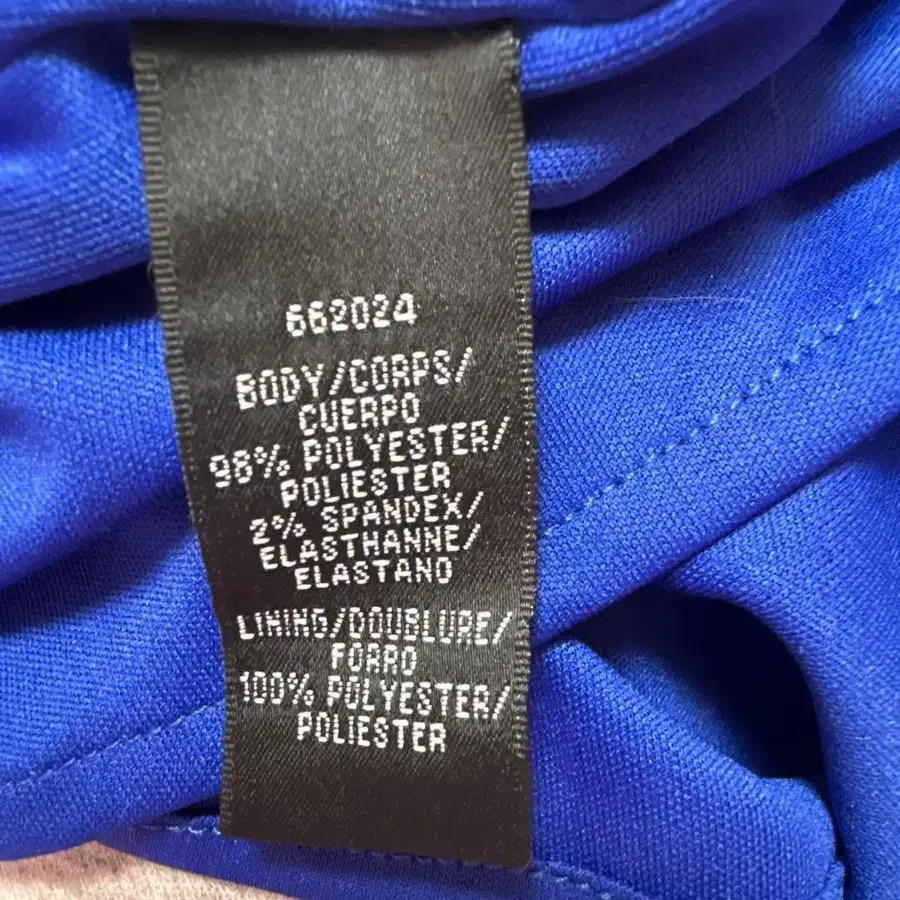 662024
BODY/CORPS/
CUERPO
98% POLYESTER/
POLIESTER
2% SPANDEX/
ELASTHANNE/
ELASTANO
LINING/DOUBLURE/
FORRO
100% POLYESTER/
POLIESTER